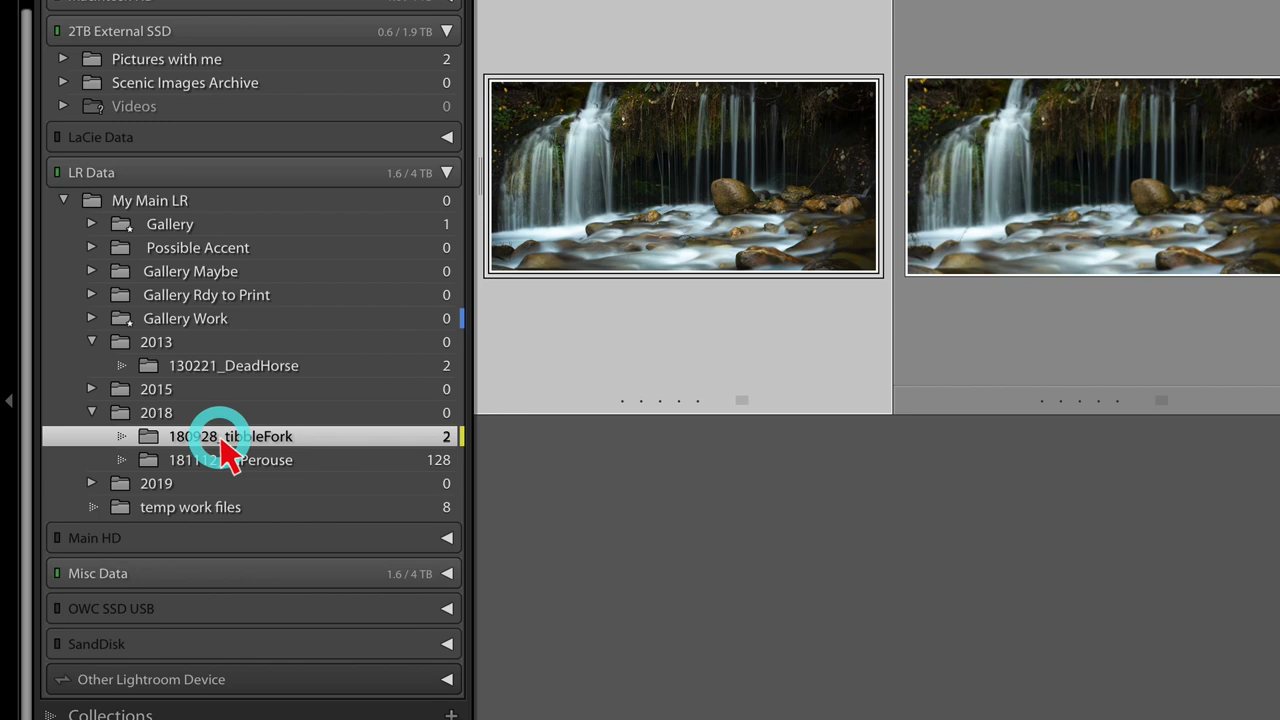 2TB External SSD 0.6 / 1.9 TB
Pictures with me 2
Scenic Images Archive 0
Videos 0
LaCie Data
LR Data 1.6 / 4 TB
My Main LR 0
Gallery 1
Possible Accent 0
Gallery Maybe 0
Gallery Rdy to Print 0
Gallery Work 0
2013 0
130221_DeadHorse 2
2015 0
2018 0
180928_tibbleFork 2
Perouse 128
2019 0
temp work files 8
Main HD
Misc Data 1.6 / 4 TB
OWC SSD USB
SandDisk
Other Lightroom Device
Collections +